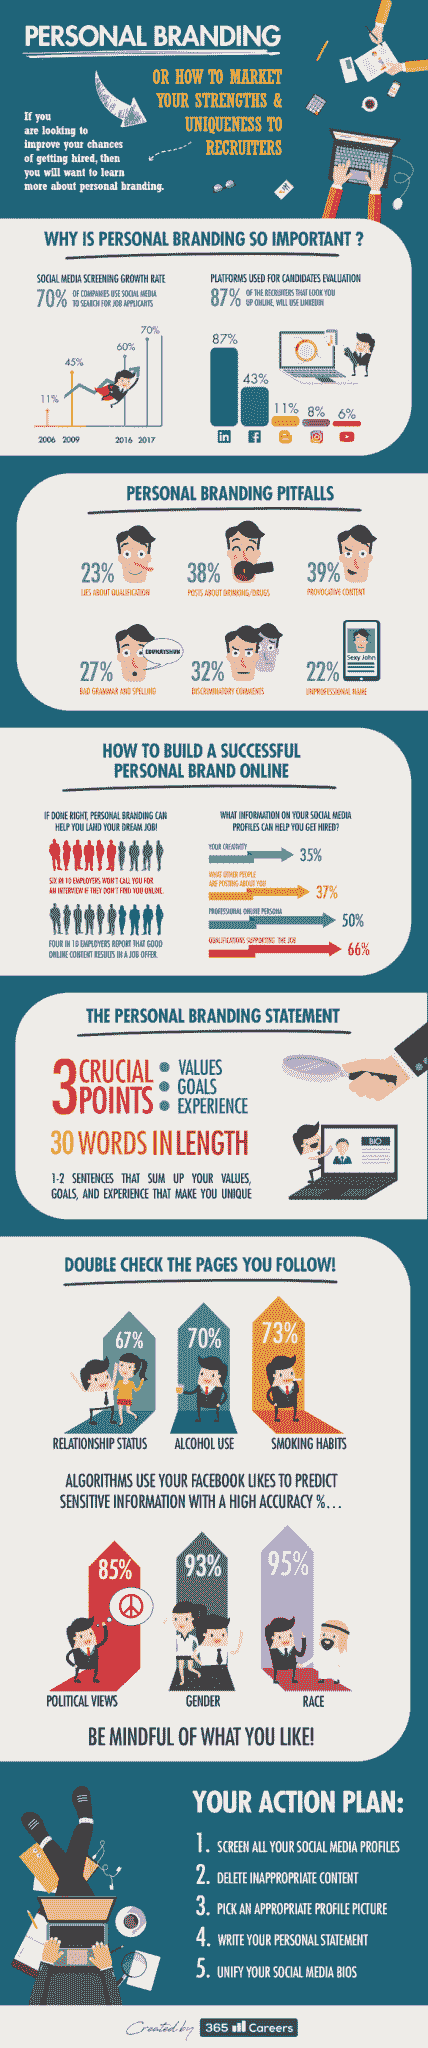 PERSONAL BRANDING
OR HOW TO MARKET
YOUR STRENGTHS &
UNIQUENESS TO
RECRUITERS
If you
are looking to
improve your chances
of getting hired, then
you will want to learn
more about personal branding.
WHY IS PERSONAL BRANDING SO IMPORTANT ?
SOCIAL MEDIA SCREENING GROWTH RATE
70% OF COMPANIES USE SOCIAL MEDIA
TO SEARCH FOR JOB APPLICANTS
70%
60%
45%
11%
2006 2009 2016 2017
PLATFORMS USED FOR CANDIDATES EVALUATION
87% OF THE RECRUITERS THAT LOOK YOU
UP ONLINE, WILL USE LINKEDIN
87%
43%
11% 8% 6%
in f
PERSONAL BRANDING PITFALLS
23%
LIES ABOUT QUALIFICATION
38%
POSTS ABOUT DRINKING/DRUGS
39%
PROVOCATIVE CONTENT
27%
EDUKAYSHUN
BAD GRAMMAR AND SPELLING
32%
DISCRIMINATORY COMMENTS
22%
Sexy John
UNPROFESSIONAL NAME
HOW TO BUILD A SUCCESSFUL
PERSONAL BRAND ONLINE
IF DONE RIGHT, PERSONAL BRANDING CAN
HELP YOU LAND YOUR DREAM JOB!
SIX IN 10 EMPLOYERS WON'T CALL YOU FOR
AN INTERVIEW IF THEY DON'T FIND YOU ONLINE.
FOUR IN 10 EMPLOYERS REPORT THAT GOOD
ONLINE CONTENT RESULTS IN A JOB OFFER.
WHAT INFORMATION ON YOUR SOCIAL MEDIA
PROFILES CAN HELP YOU GET HIRED?
YOUR CREATIVITY
35%
WHAT OTHER PEOPLE
ARE POSTING ABOUT YOU
37%
PROFESSIONAL ONLINE PERSONA
50%
QUALIFICATIONS SUPPORTING THE JOB
66%
THE PERSONAL BRANDING STATEMENT
3 CRUCIAL
POINTS
VALUES
GOALS
EXPERIENCE
30 WORDS IN LENGTH
1-2 SENTENCES THAT SUM UP YOUR VALUES,
GOALS, AND EXPERIENCE THAT MAKE YOU UNIQUE
BIO
DOUBLE CHECK THE PAGES YOU FOLLOW!
67% 70% 73%
RELATIONSHIP STATUS ALCOHOL USE SMOKING HABITS
ALGORITHMS USE YOUR FACEBOOK LIKES TO PREDICT
SENSITIVE INFORMATION WITH A HIGH ACCURACY %...
85% 93% 95%
POLITICAL VIEWS GENDER RACE
BE MINDFUL OF WHAT YOU LIKE!
YOUR ACTION PLAN:
1. SCREEN ALL YOUR SOCIAL MEDIA PROFILES
2. DELETE INAPPROPRIATE CONTENT
3. PICK AN APPROPRIATE PROFILE PICTURE
4. WRITE YOUR PERSONAL STATEMENT
5. UNIFY YOUR SOCIAL MEDIA BIOS
Created by 365 Careers